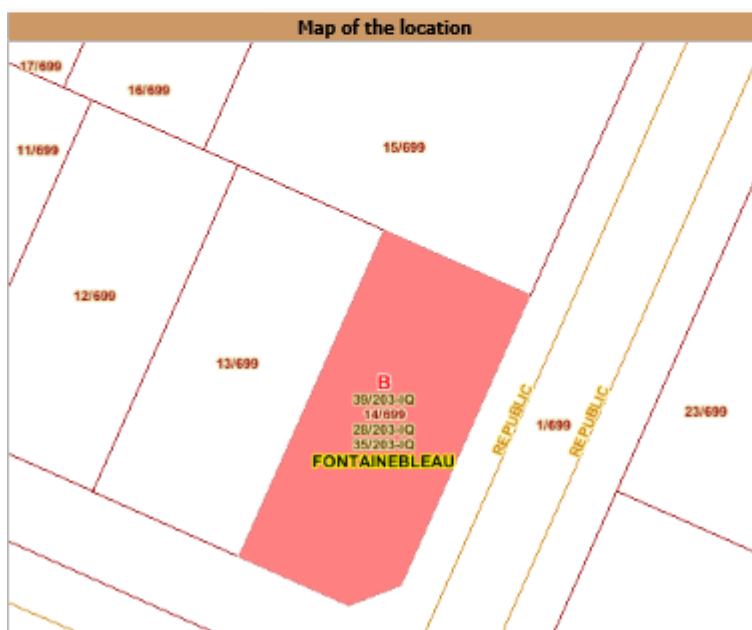 Map of the location
17/699
16/699
11/699
15/699
12/699
13/699
B
39/203-IQ
14/699
28/203-IQ
35/203-IQ
FONTAINEBLEAU
REPUBLIC
1/699
REPUBLIC
23/699